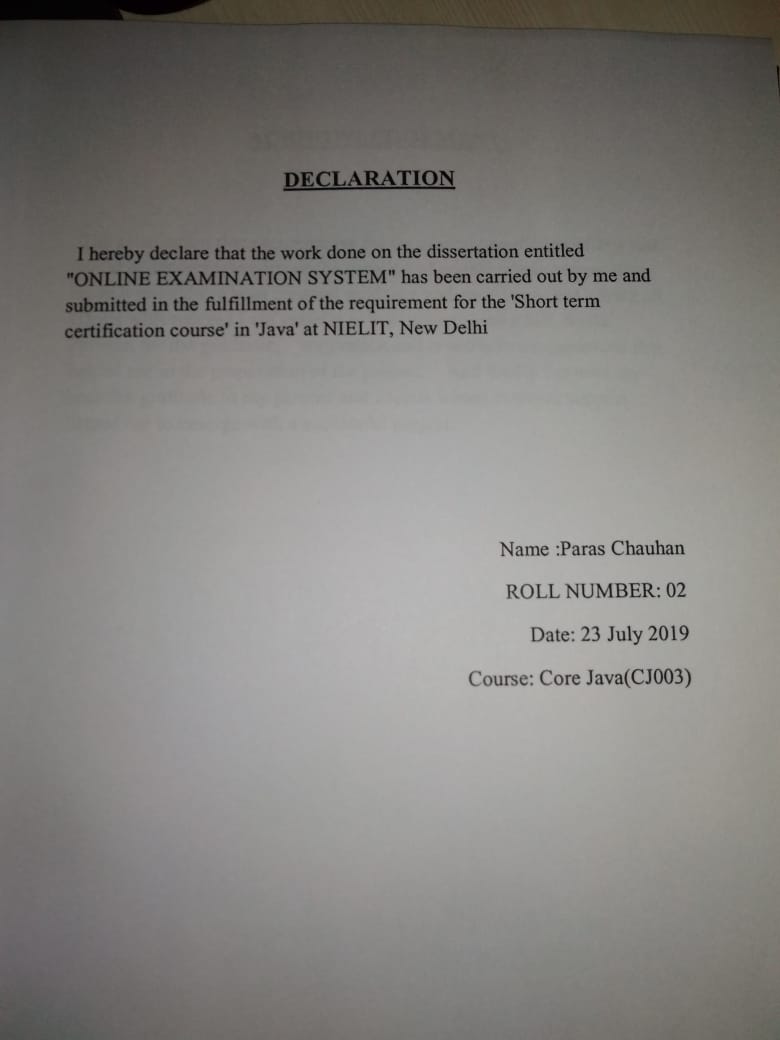 DECLARATION
I hereby declare that the work done on the dissertation entitled
"ONLINE EXAMINATION SYSTEM" has been carried out by me and
submitted in the fulfillment of the requirement for the 'Short term
certification course' in 'Java' at NIELIT, New Delhi
Name :Paras Chauhan
ROLL NUMBER: 02
Date: 23 July 2019
Course: Core Java(CJ003)